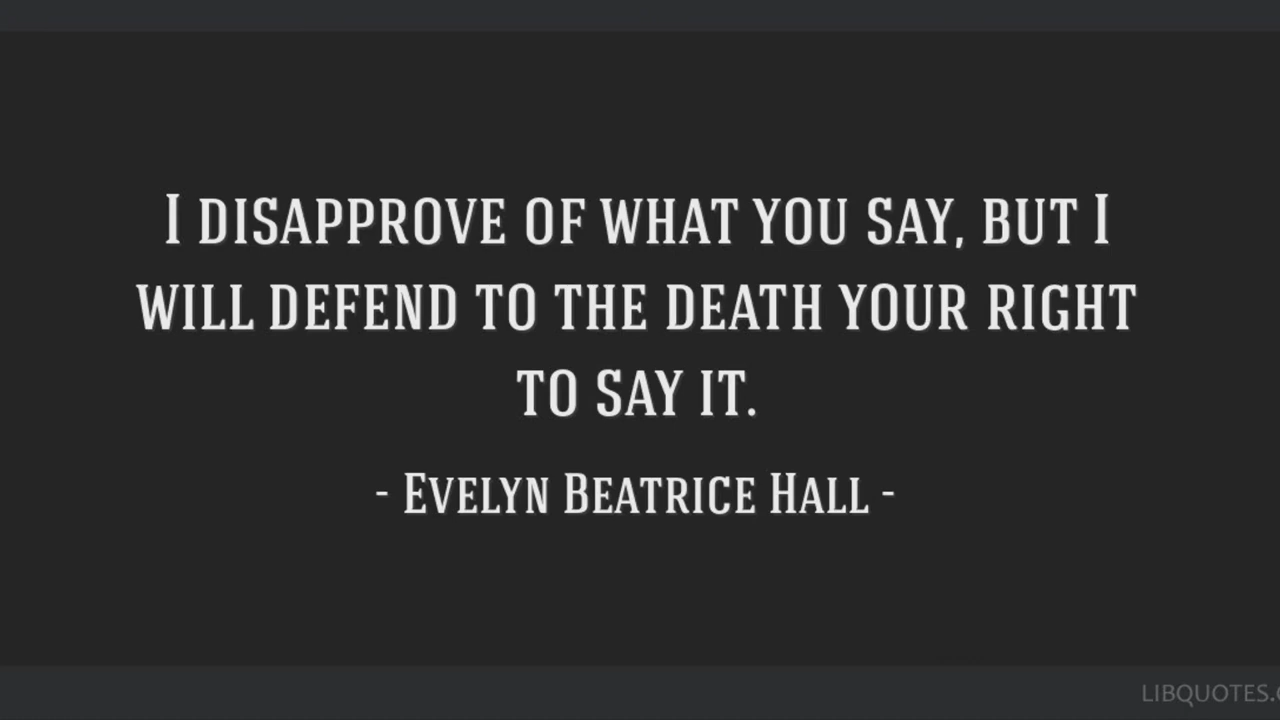 I DISAPPROVE OF WHAT YOU SAY, BUT I
WILL DEFEND TO THE DEATH YOUR RIGHT
TO SAY IT.
- EVELYN BEATRICE HALL -
LIBQUOTES.c